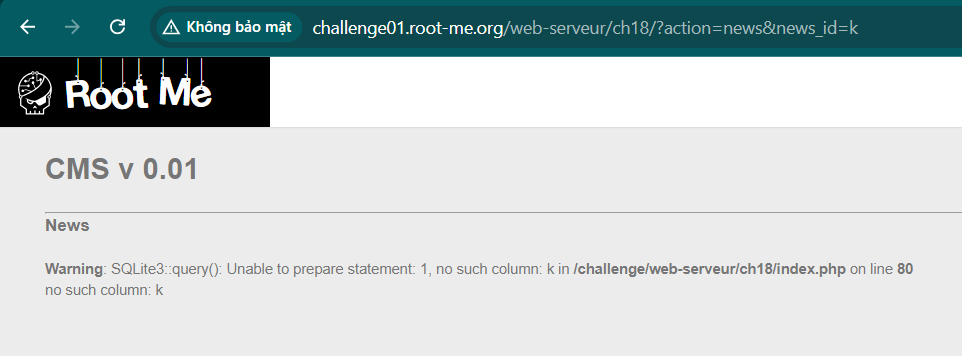 Không bảo mật challenge01.root-me.org/web-serveur/ch18/?action=news&news_id=k
Root Me
CMS v 0.01
News
Warning: SQLite3::query(): Unable to prepare statement: 1, no such column: k in /challenge/web-serveur/ch18/index.php on line 80
no such column: k